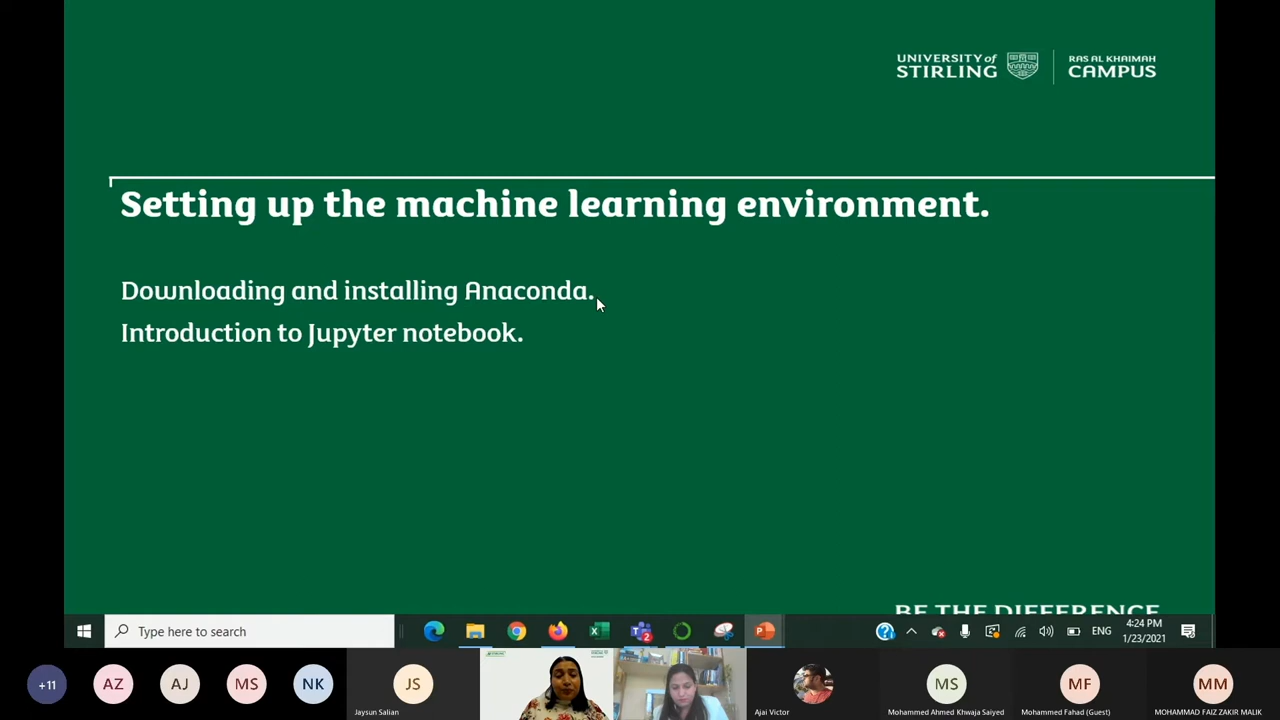 UNIVERSITY of
STIRLING
RAS AL KHAIMAH
CAMPUS
Setting up the machine learning environment.
Downloading and installing Anaconda.
Introduction to Jupyter notebook.
BE THE DIFFERENCE
Type here to search
2
ENG
4:24 PM
1/23/2021
+11
AZ
AJ
MS
NK
JS
Jaysun Salian
Ajai Victor
MS
Mohammed Ahmed Khwaja Saiyed
MF
Mohammed Fahad (Guest)
MM
MOHAMMAD FAIZ ZAKIR MALIK